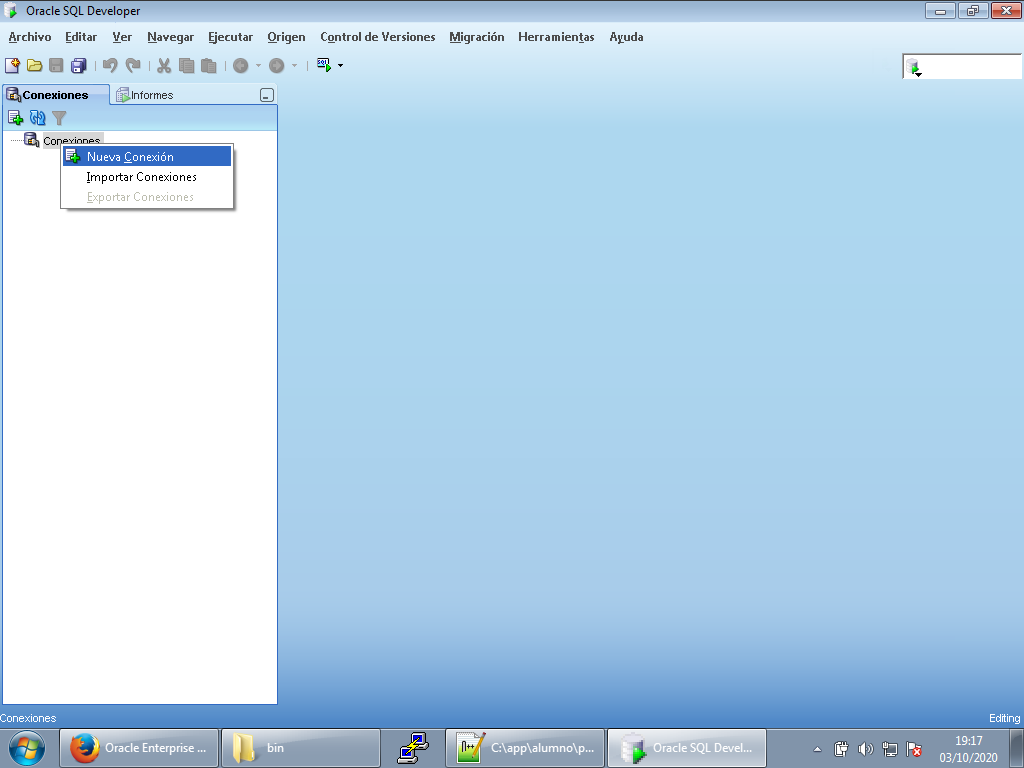 Oracle SQL Developer
Archivo Editar Ver Navegar Ejecutar Origen Control de Versiones Migración Herramientas Ayuda
SQL
Conexiones Informes
Conexiones
Nueva Conexión
Importar Conexiones
Exportar Conexiones
Conexiones Editing
Oracle Enterprise ... bin C:\app\alumno\p... Oracle SQL Devel... 19:17
03/10/2020